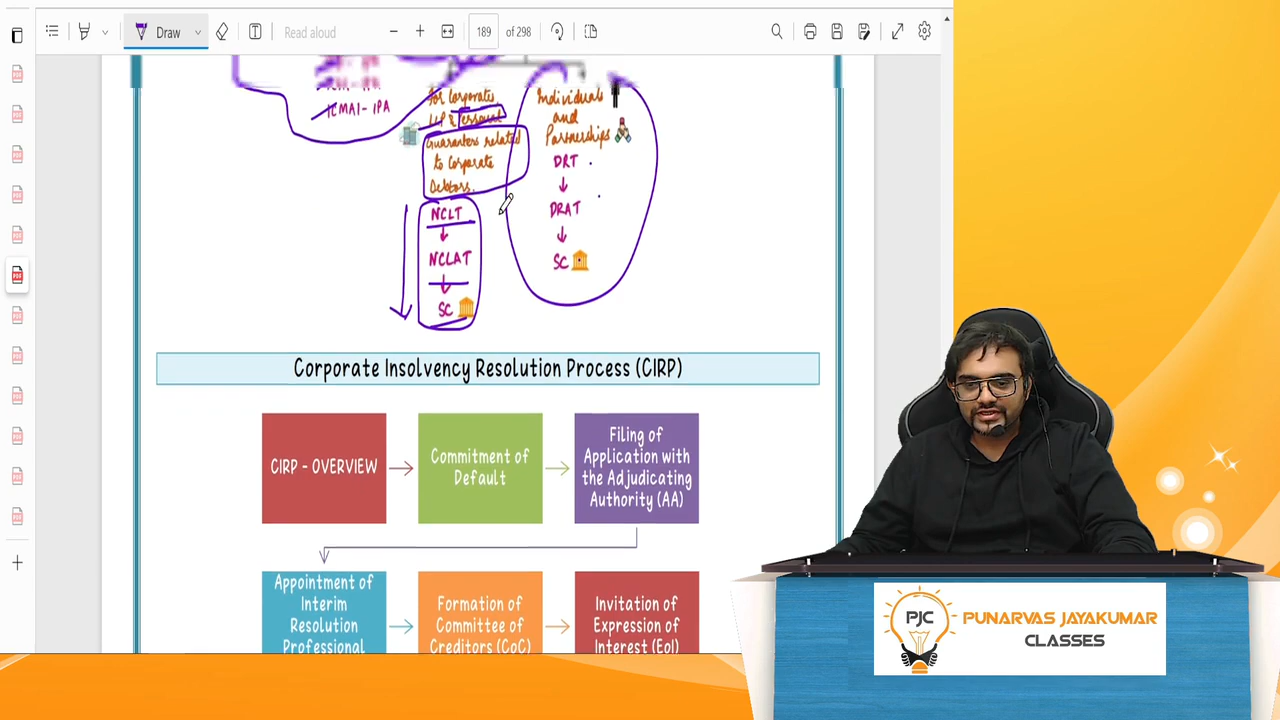 Draw
Read aloud
189
of 298
ICMAI- IPA
For Corporate,
LLP &
Guarantors related
to Corporate
Debtors.
NCLT
NCLAT
SC
Individuals
and
Partnerships
DRT
DRAT
SC
Corporate Insolvency Resolution Process (CIRP)
CIRP - OVERVIEW
Commitment of
Default
Filing of
Application with
the Adjudicating
Authority (AA)
Appointment of
Interim
Resolution
Professional
Formation of
Committee of
Creditors (CoC)
Invitation of
Expression of
Interest (EoI)
PJC
PUNARVAS JAYAKUMAR
CLASSES